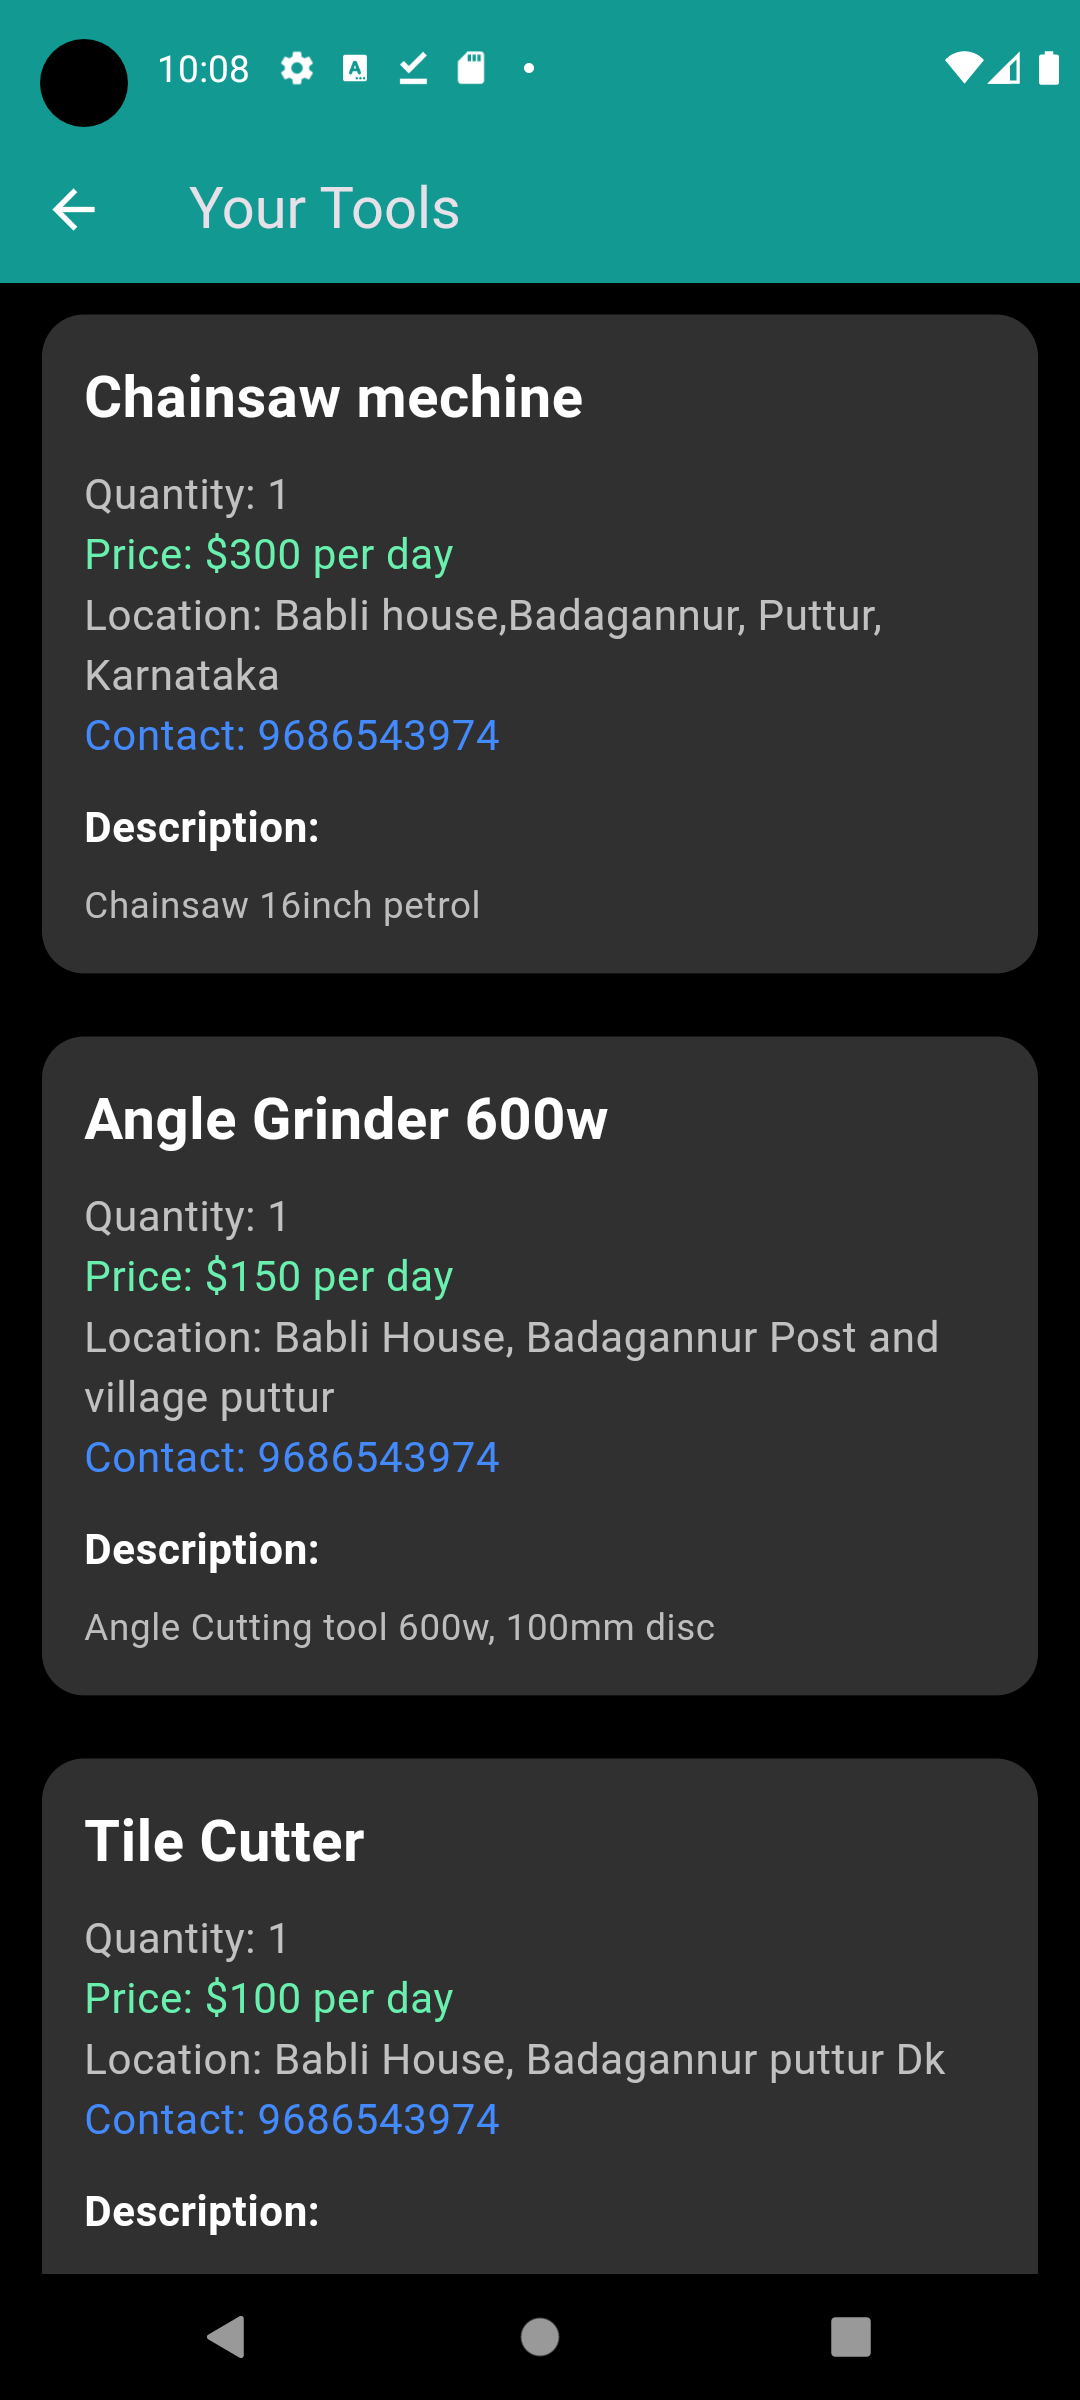 10:08
Your Tools
Chainsaw mechine
Quantity: 1
Price: $300 per day
Location: Babli house,Badagannur, Puttur,
Karnataka
Contact: 9686543974
Description:
Chainsaw 16inch petrol
Angle Grinder 600w
Quantity: 1
Price: $150 per day
Location: Babli House, Badagannur Post and
village puttur
Contact: 9686543974
Description:
Angle Cutting tool 600w, 100mm disc
Tile Cutter
Quantity: 1
Price: $100 per day
Location: Babli House, Badagannur puttur Dk
Contact: 9686543974
Description: